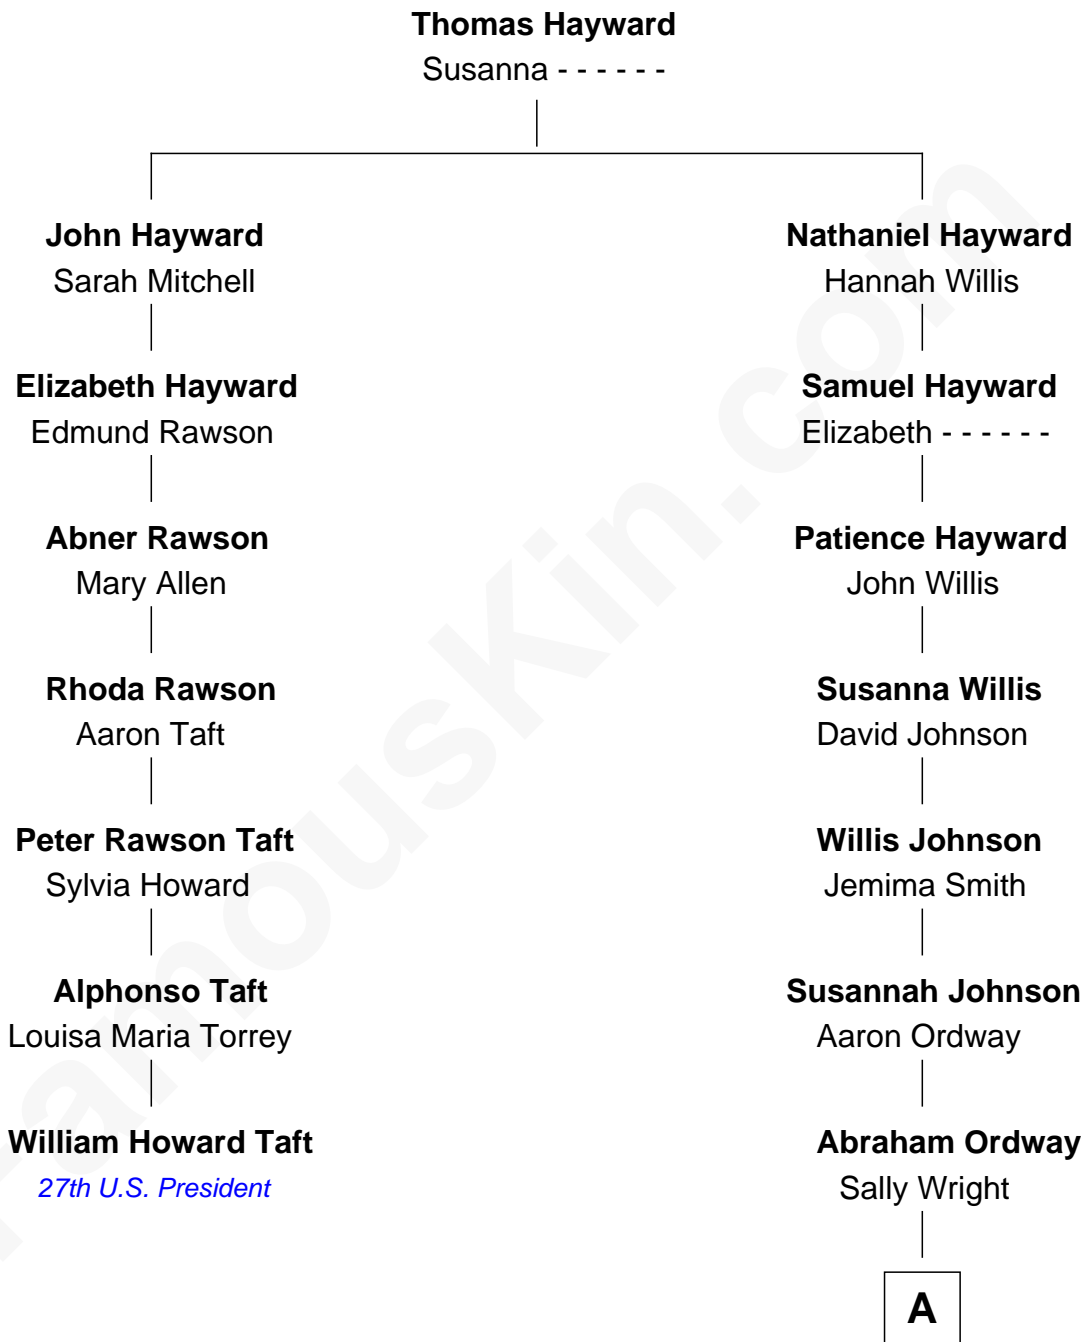 Thomas Hayward
Susanna - - - - - -
John Hayward
Sarah Mitchell
Nathaniel Hayward
Hannah Willis
Elizabeth Hayward
Edmund Rawson
Samuel Hayward
Elizabeth - - - - - -
Abner Rawson
Mary Allen
Patience Hayward
John Willis
Rhoda Rawson
Aaron Taft
Susanna Willis
David Johnson
Peter Rawson Taft
Sylvia Howard
Willis Johnson
Jemima Smith
Alphonso Taft
Louisa Maria Torrey
Susannah Johnson
Aaron Ordway
William Howard Taft
27th U.S. President
Abraham Ordway
Sally Wright
A
FamousKin.com